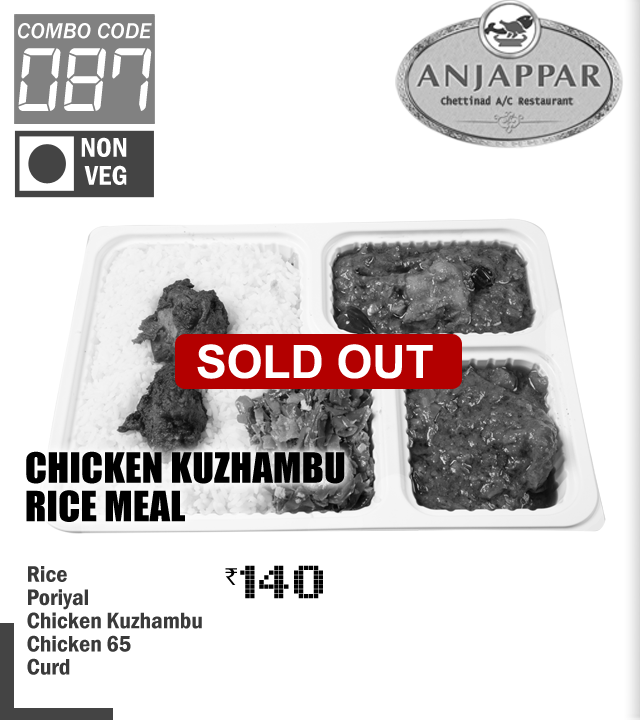 COMBO CODE
087
NON
VEG
ANJAPPAR
Chettinad A/C Restaurant
SOLD OUT
CHICKEN KUZHAMBU
RICE MEAL
Rice
Poriyal
Chicken Kuzhambu
Chicken 65
Curd
₹140